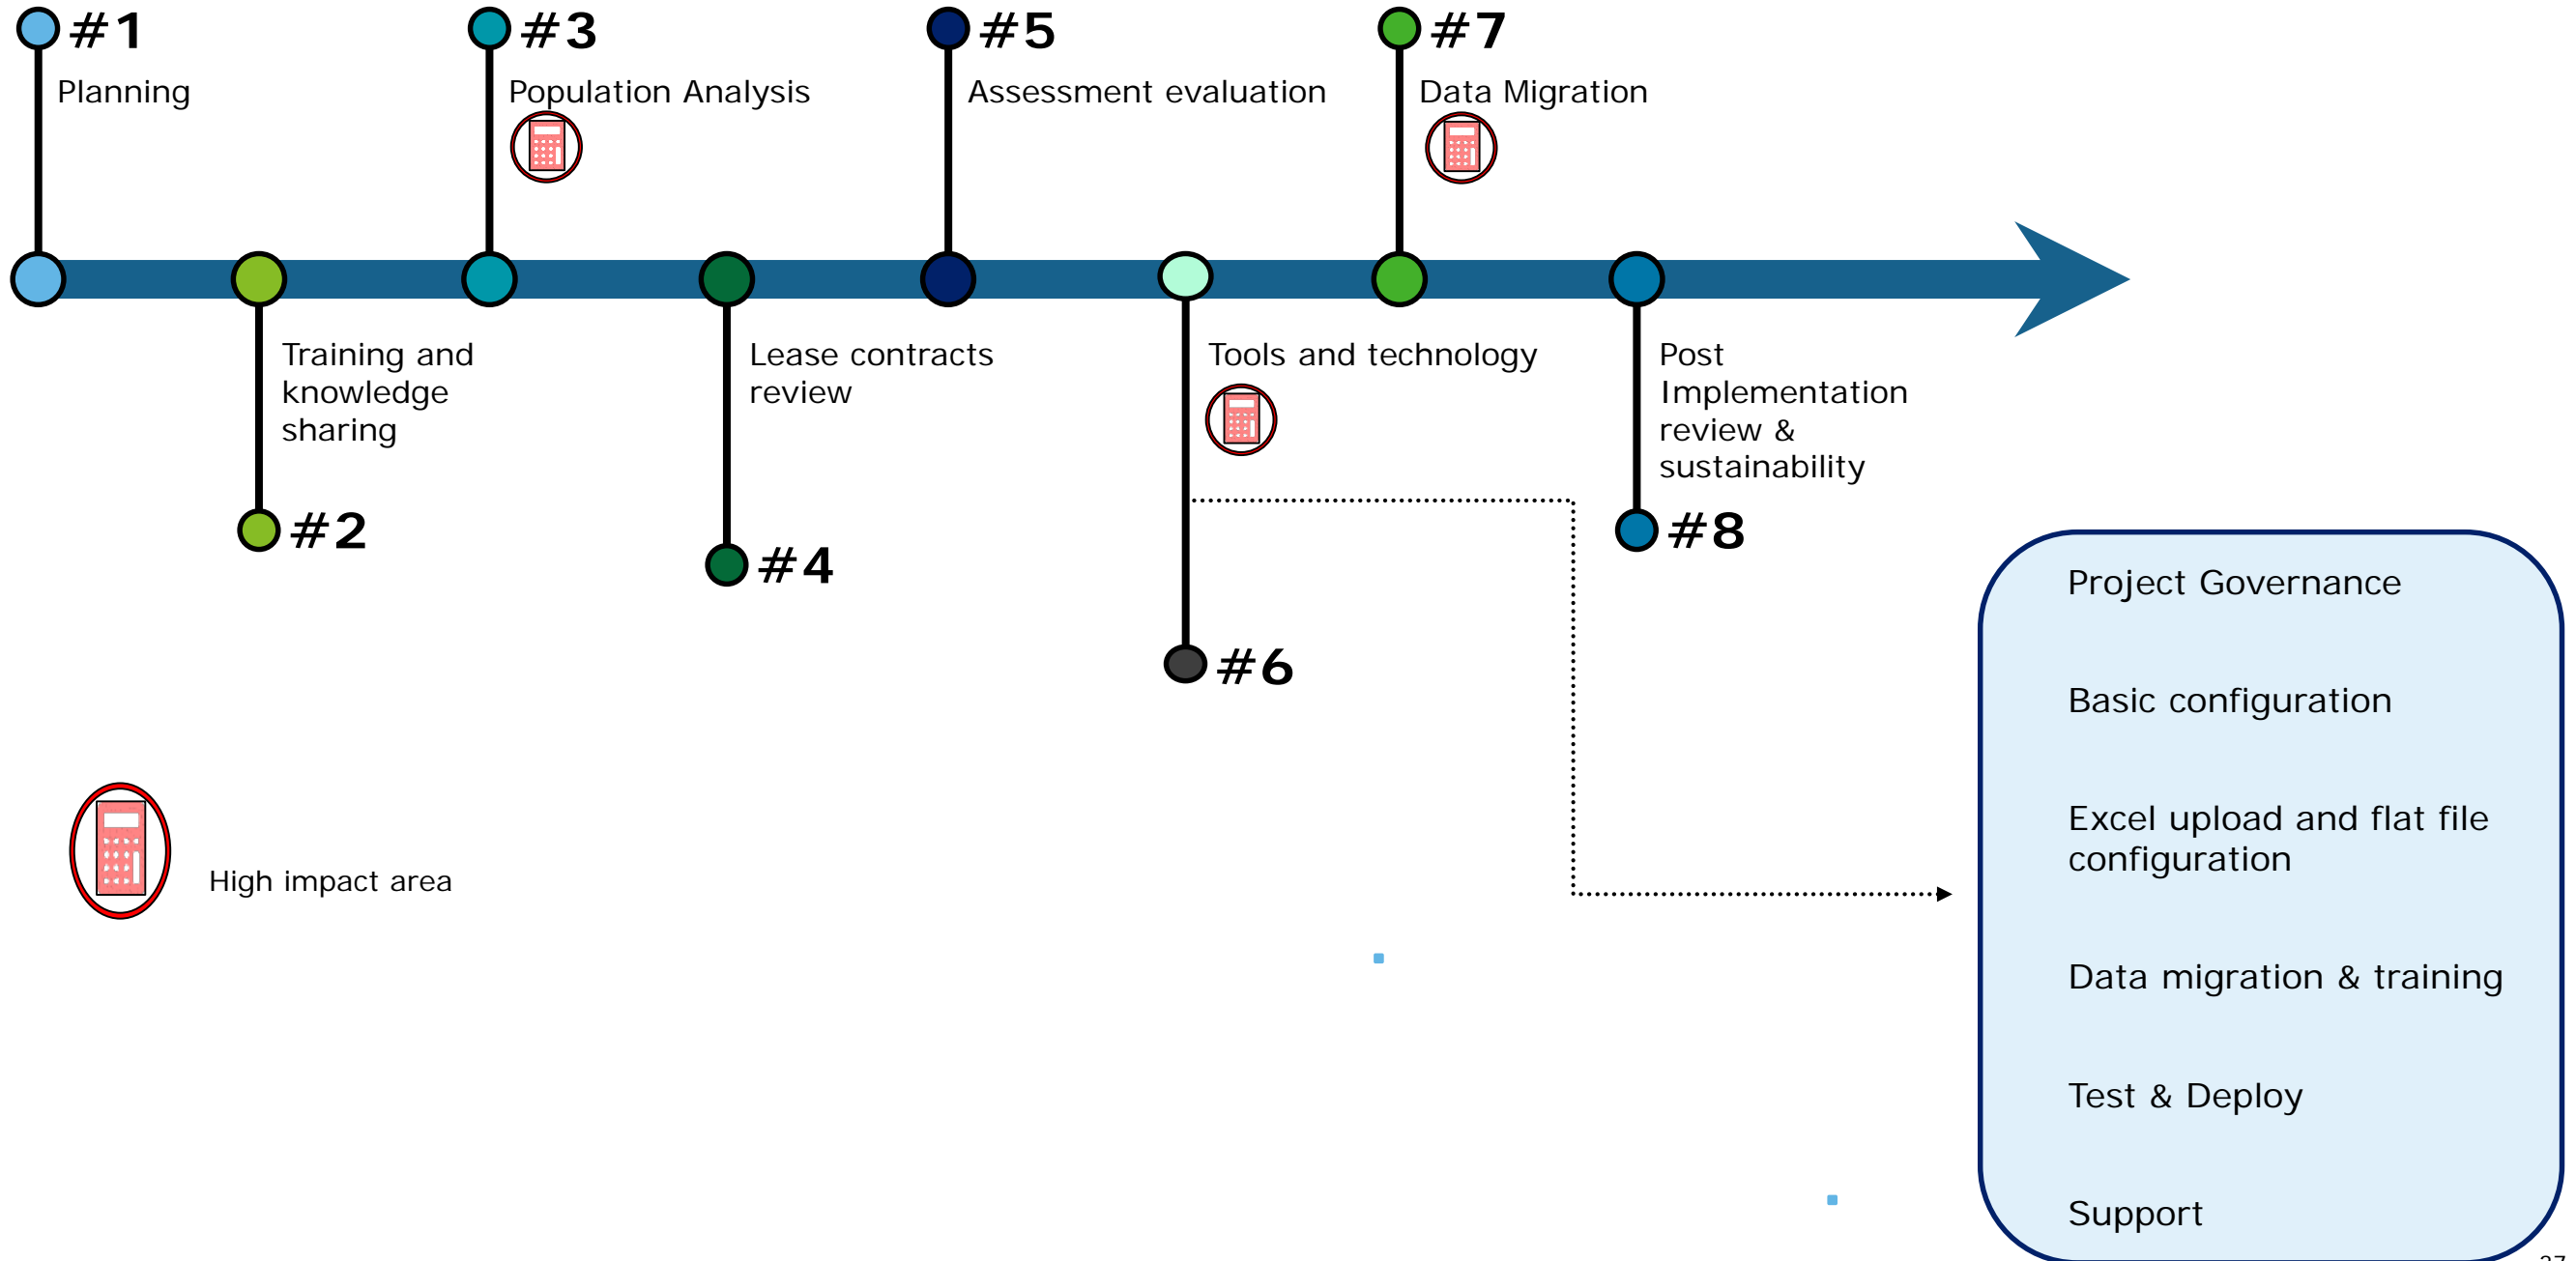 #1
Planning
#3
Population Analysis
#5
Assessment evaluation
#7
Data Migration
Training and
knowledge
sharing
#2
Lease contracts
review
#4
Tools and technology
#6
Post
Implementation
review &
sustainability
#8
High impact area
Project Governance
Basic configuration
Excel upload and flat file
configuration
Data migration & training
Test & Deploy
Support